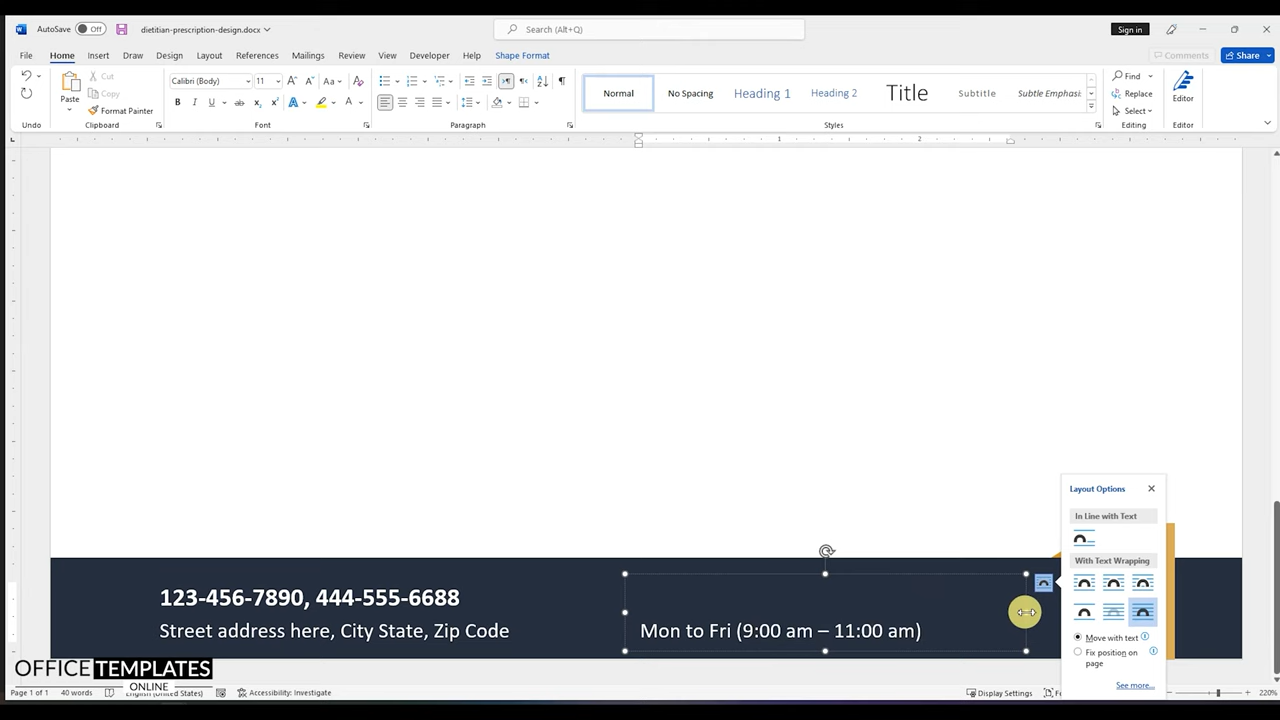 AutoSave Off dietitian-prescription-design.docx Search (Alt+Q) Sign in
File Home Insert Draw Design Layout References Mailings Review View Developer Help Shape Format Comments Share
Paste Cut Copy Format Painter
Calibri (Body) 11
Normal No Spacing Heading 1 Heading 2 Title Subtitle Subtle Emphasi...
Find Replace Select Editor
Undo Clipboard Font Paragraph Styles Editing Editor
1 2
Layout Options
In Line with Text
With Text Wrapping
Move with text
Fix position on
page
See more...
123-456-7890, 444-555-6688
Street address here, City State, Zip Code
Mon to Fri (9:00 am – 11:00 am)
OFFICE TEMPLATES
ONLINE
Page 1 of 1 40 words English (United States) Accessibility: Investigate Display Settings 220%